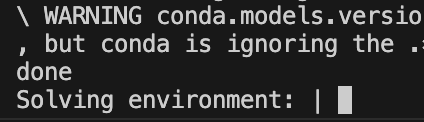 \ WARNING conda.models.versio
, but conda is ignoring the .
done
Solving environment: |